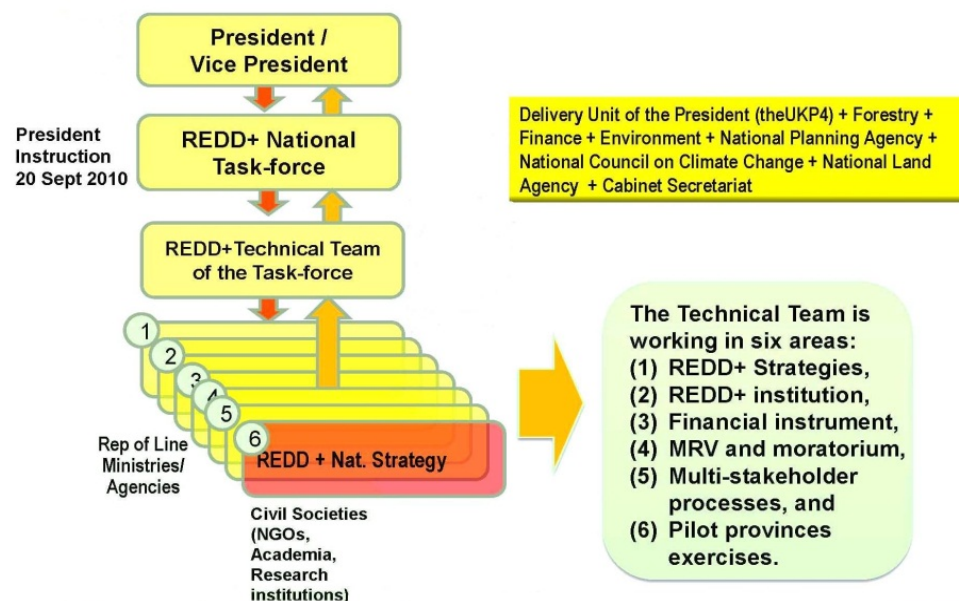 President /
Vice President
President
Instruction
20 Sept 2010
REDD+ National
Task-force
Delivery Unit of the President (theUKP4) + Forestry +
Finance + Environment + National Planning Agency +
National Council on Climate Change + National Land
Agency + Cabinet Secretariat
REDD+Technical Team
of the Task-force
1
2
3
4
5
6
REDD + Nat. Strategy
Rep of Line
Ministries/
Agencies
Civil Societies
(NGOs,
Academia,
Research
institutions)
The Technical Team is
working in six areas:
(1) REDD+ Strategies,
(2) REDD+ institution,
(3) Financial instrument,
(4) MRV and moratorium,
(5) Multi-stakeholder
processes, and
(6) Pilot provinces
exercises.